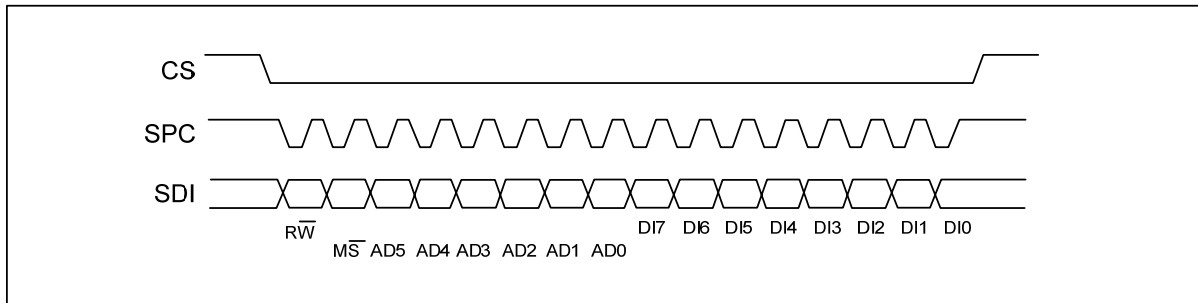 CS
SPC
SDI
RW̅ DI7 DI6 DI5 DI4 DI3 DI2 DI1 DI0
MS̅ AD5 AD4 AD3 AD2 AD1 AD0